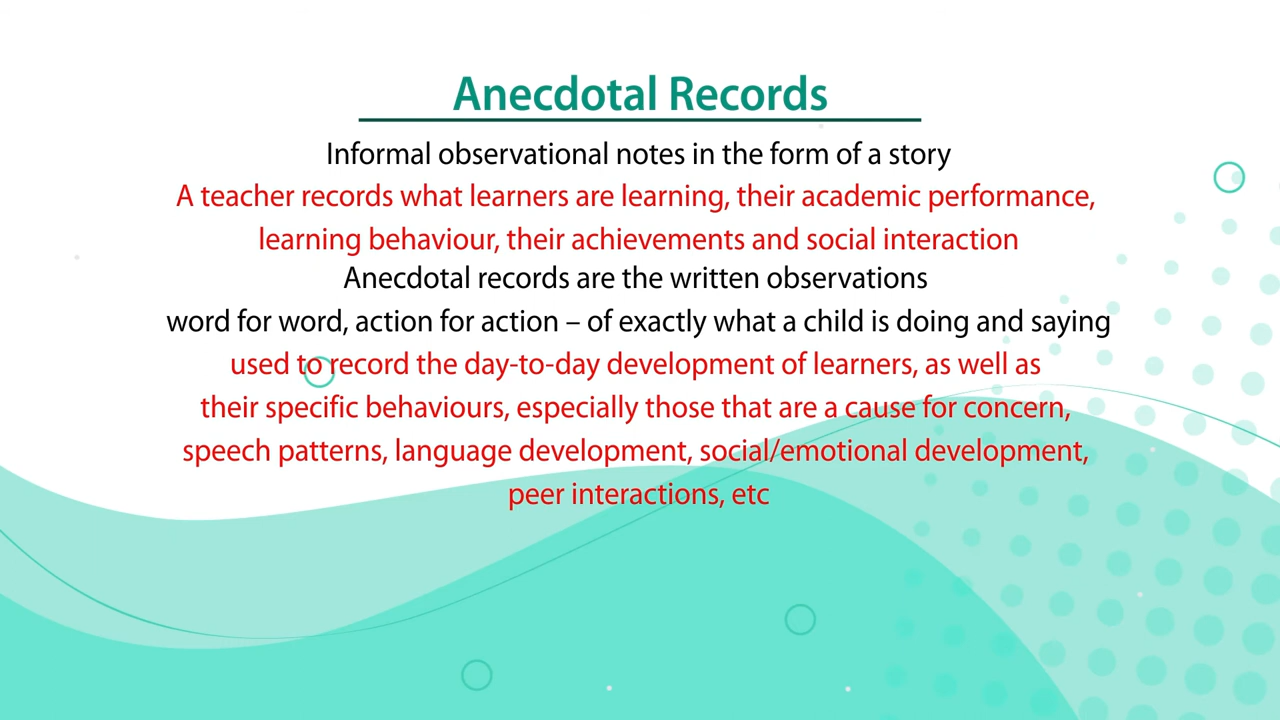 Anecdotal Records
Informal observational notes in the form of a story
A teacher records what learners are learning, their academic performance,
learning behaviour, their achievements and social interaction
Anecdotal records are the written observations
word for word, action for action – of exactly what a child is doing and saying
used to record the day-to-day development of learners, as well as
their specific behaviours, especially those that are a cause for concern,
speech patterns, language development, social/emotional development,
peer interactions, etc